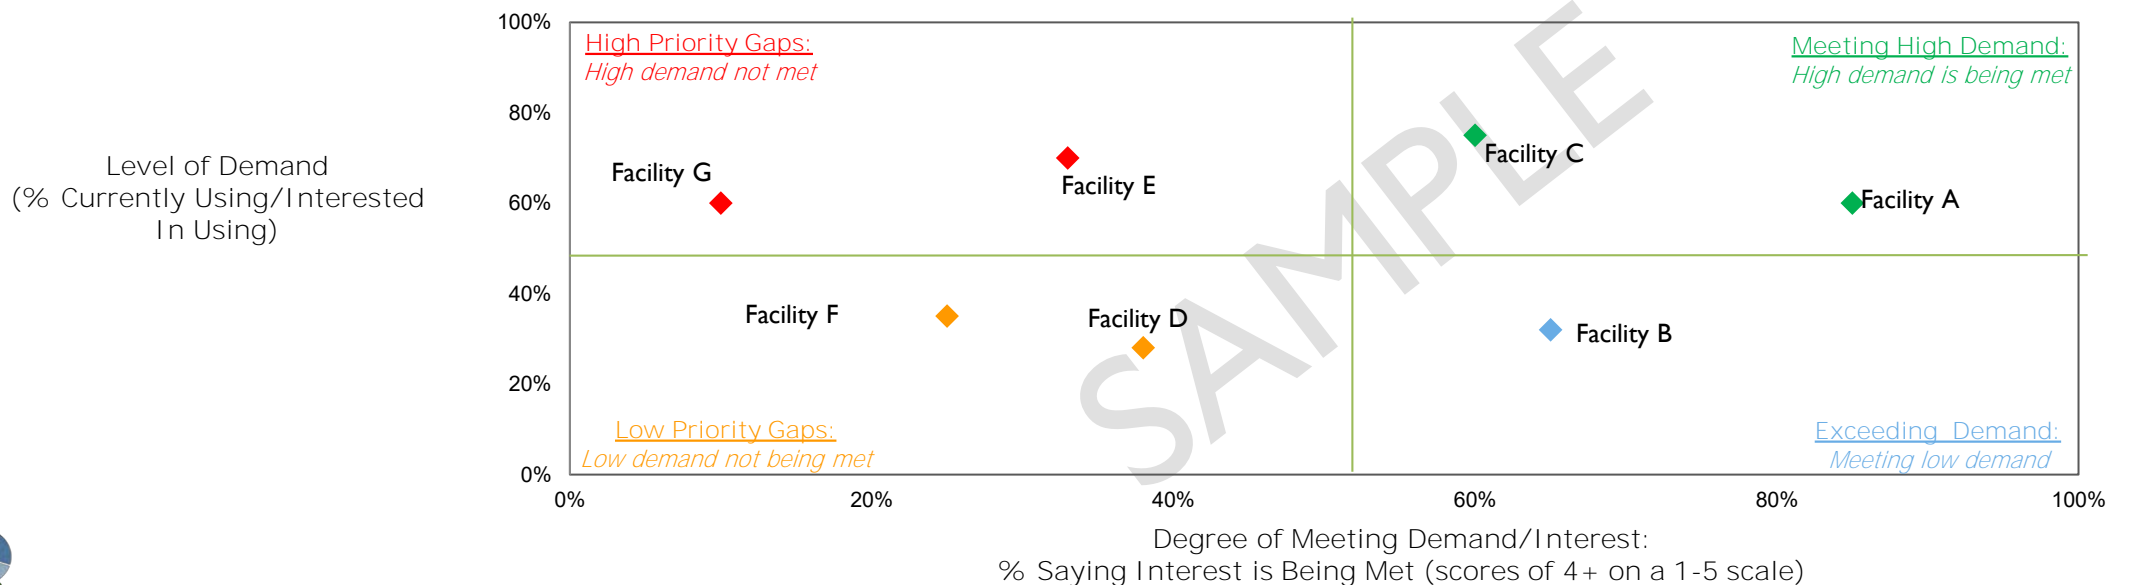 100%
High Priority Gaps:
High demand not met
Meeting High Demand:
High demand is being met
80%
Level of Demand
(% Currently Using/Interested
In Using)
Facility G
Facility E
Facility C
60%
Facility A
40%
Facility F
Facility D
Facility B
20%
Low Priority Gaps:
Low demand not being met
Exceeding Demand:
Meeting low demand
0%
SAMPLE
0%
20%
40%
60%
80%
100%
Degree of Meeting Demand/Interest:
% Saying Interest is Being Met (scores of 4+ on a 1-5 scale)